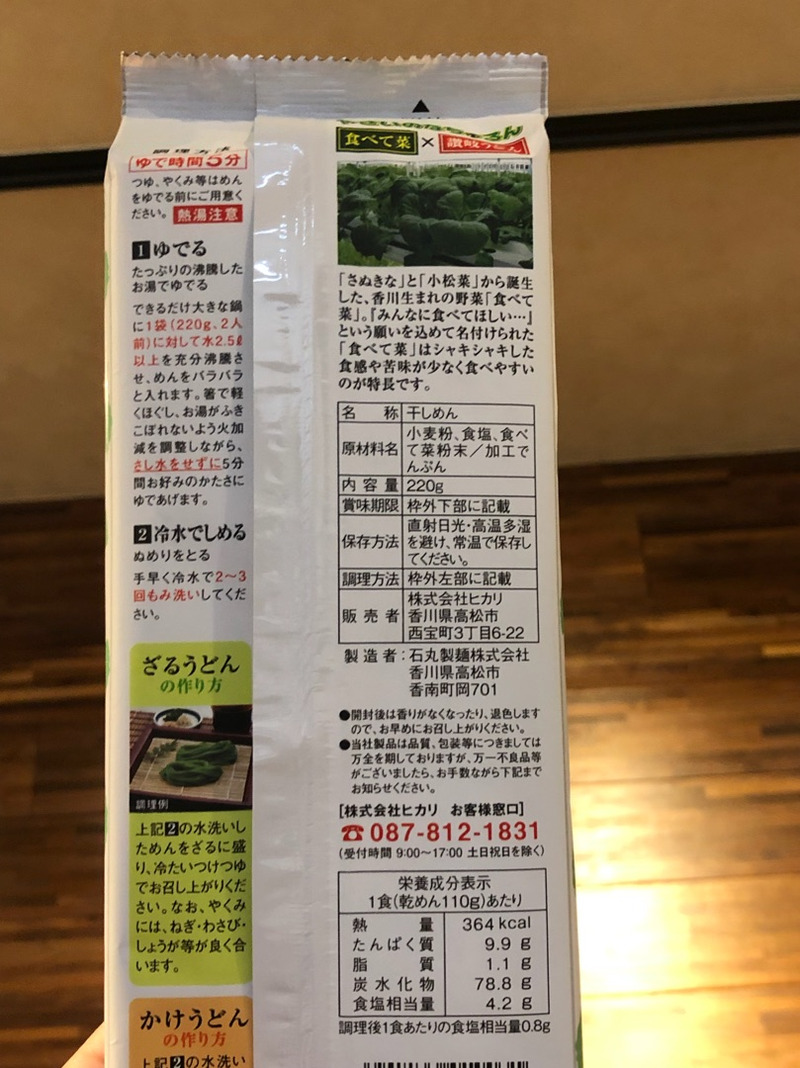 調理方法
ゆで時間5分
つゆ、やくみ等はめん
をゆでる前にご用意く
ださい。 熱湯注意
1 ゆでる
たっぷりの沸騰した
お湯でゆでる
できるだけ大きな鍋
に1袋(220g、2人
前)に対して水2.5ℓ
以上を充分沸騰さ
せ、めんをバラバラ
と入れます。箸で軽
くほぐし、お湯がふき
こぼれないよう火加
減を調整しながら、
さし水をせずに5分
間お好みのかたさに
ゆであげます。
2 冷水でしめる
ぬめりをとる
手早く冷水で2〜3
回もみ洗いしてくだ
さい。
ざるうどん
の作り方
調理例
上記2の水洗いし
ためんをざるに盛
り、冷たいつけつゆ
でお召し上がりくだ
さい。なお、やくみ
には、ねぎ・わさび・
しょうが等が良く合
います。
かけうどん
の作り方
上記2の水洗い
食べて菜×讃岐うどん
「さぬきな」と「小松菜」から誕生
した、香川生まれの野菜「食べて
菜」。『みんなに食べてほしい…』
という願いを込めて名付けられた
「食べて菜」はシャキシャキした
食感や苦味が少なく食べやすい
のが特長です。
名称 干しめん
原材料名 小麦粉、食塩、食べ
て菜粉末／加工で
んぷん
内容量 220g
賞味期限 枠外下部に記載
保存方法 直射日光・高温多湿
を避け、常温で保存し
てください。
調理方法 枠外左部に記載
販売者 株式会社ヒカリ
香川県高松市
西宝町3丁目6-22
製造者：石丸製麺株式会社
香川県高松市
香南町岡701
●開封後は香りがなくなったり、退色します
ので、お早めにお召し上がりください。
●当社製品は品質、包装等につきましては
万全を期しておりますが、万一不良品等
がございましたら、お手数ながら下記まで
お知らせください。
[株式会社ヒカリ お客様窓口]
☎087-812-1831
(受付時間 9:00〜17:00 土日祝日を除く)
栄養成分表示
1食(乾めん110g)あたり
熱量 364kcal
たんぱく質 9.9g
脂質 1.1g
炭水化物 78.8g
食塩相当量 4.2g
調理後1食あたりの食塩相当量0.8g